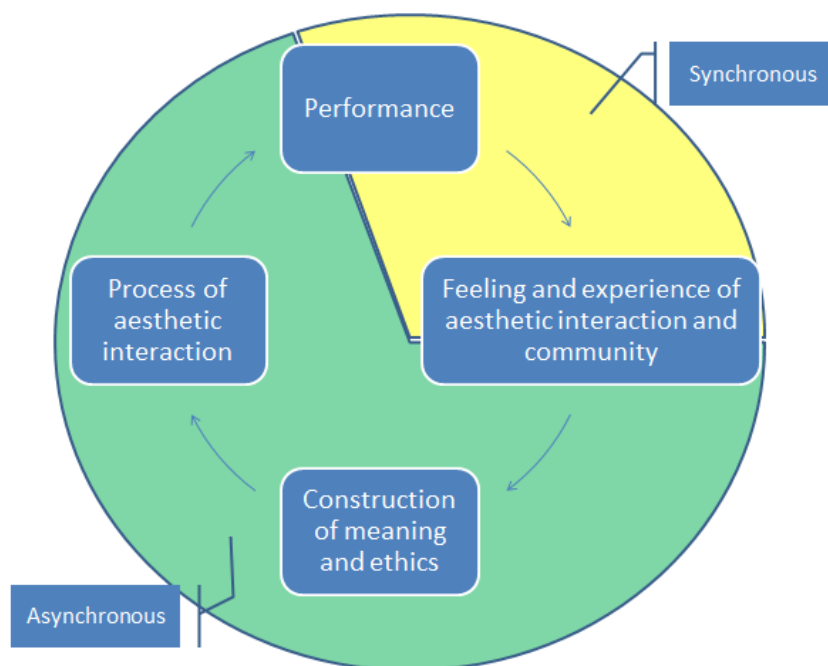 Performance
Synchronous
Process of
aesthetic
interaction
Feeling and experience of
aesthetic interaction and
community
Construction
of meaning
and ethics
Asynchronous